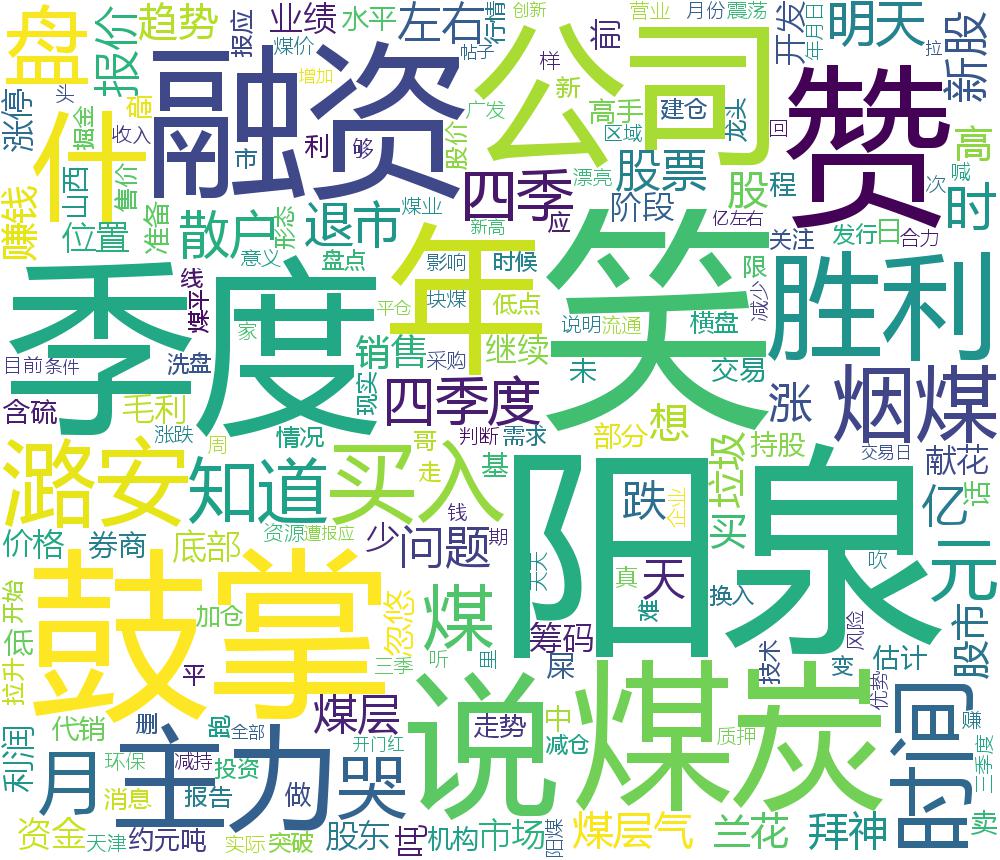 盘
报价
趋势
业绩
水平
左右
行情
创新
营业
月份
震荡
拉
年月日
开发
明天
新股
报应
煤价
帖子
样
前
涨停
头
掘金
砸
增加
融资
公司
赞
什
收入
市
利
够
股价
广发
新
高手
区域
建仓
龙头
回
高
喊
赚钱
山西
售价
漂亮
股票
四季
股
程
次
时
位置
准备
散户
形态
退市
煤业
新高
应
阶段
亿左右
关注
发行
日
合力
意义
盘点
年
影响
时候
笑
限
减少
胜利
季度
线
煤平
家
平仓
块煤
低点
说明
流通
横盘
目前
条件
洗盘
现实
销售
采购
继续
未
交易
含硫
毛利
四季度
涨
烟煤
涨跌
周
情况
哥
判断
需求
部分
想
垃圾
持股
交易日
献花
潞安
知道
买入
走
基
阳泉
跌
企业
买
亿
话
钱
价格
券商
底部
资源
遭报应
少
问题
期
天天
真
天
吹
元
开始
鼓掌
加仓
忽悠
煤
筹码
难
换入
风险
低
三季
听
里
屎
技术
变
估计
股市
拉升
平
煤层
说
走势
中
煤炭
优势
时间
代销
删
跑
全部
开门红
减仓
质押
赚
利润
月
主力
哭
环保
减持
投资
三季度
消息
报告
做
卖
资金
天津
约元吨
实际
突破
股东
机构
市场
阳煤
煤层气
兰花
拜神